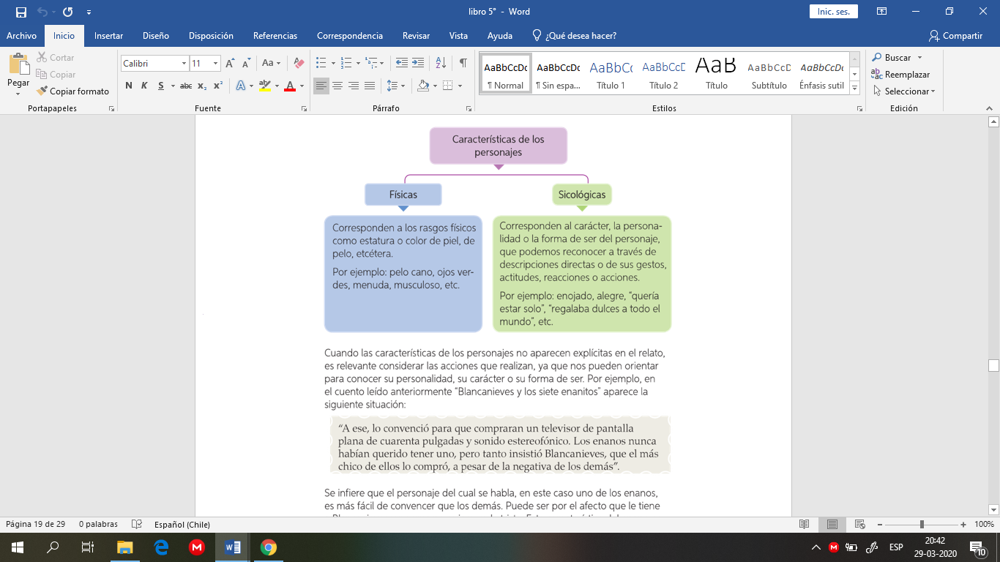 libro 5° - Word
Inic. ses.
Archivo Inicio Insertar Diseño Disposición Referencias Correspondencia Revisar Vista Ayuda ¿Qué desea hacer? Compartir
Pegar
Cortar
Copiar
Copiar formato
Portapapeles
Calibri 11
N K S abc x₂ x²
Fuente
Párrafo
AaBbCcDc AaBbCcDc AaBbCc AaBbCcD AaB AaBbCcD AaBbCcDc
¶ Normal ¶ Sin espa... Título 1 Título 2 Título Subtítulo Énfasis sutil
Estilos
Buscar
Reemplazar
Seleccionar
Edición
Características de los
personajes
Físicas
Corresponden a los rasgos físicos
como estatura o color de piel, de
pelo, etcétera.
Por ejemplo: pelo cano, ojos ver-
des, menuda, musculoso, etc.
Sicológicas
Corresponden al carácter, la persona-
lidad o la forma de ser del personaje,
que podemos reconocer a través de
descripciones directas o de sus gestos,
actitudes, reacciones o acciones.
Por ejemplo: enojado, alegre, “quería
estar solo”, “regalaba dulces a todo el
mundo”, etc.
Cuando las características de los personajes no aparecen explícitas en el relato,
es relevante considerar las acciones que realizan, ya que nos pueden orientar
para conocer su personalidad, su carácter o su forma de ser. Por ejemplo, en
el cuento leído anteriormente “Blancanieves y los siete enanitos” aparece la
siguiente situación:
“A ese, lo convenció para que compraran un televisor de pantalla
plana de cuarenta pulgadas y sonido estereofónico. Los enanos nunca
habían querido tener uno, pero tanto insistió Blancanieves, que el más
chico de ellos lo compró, a pesar de la negativa de los demás”.
Se infiere que el personaje del cual se habla, en este caso uno de los enanos,
es más fácil de convencer que los demás. Puede ser por el afecto que le tiene
Página 19 de 29 0 palabras Español (Chile) 100%
ESP
20:42
29-03-2020
10